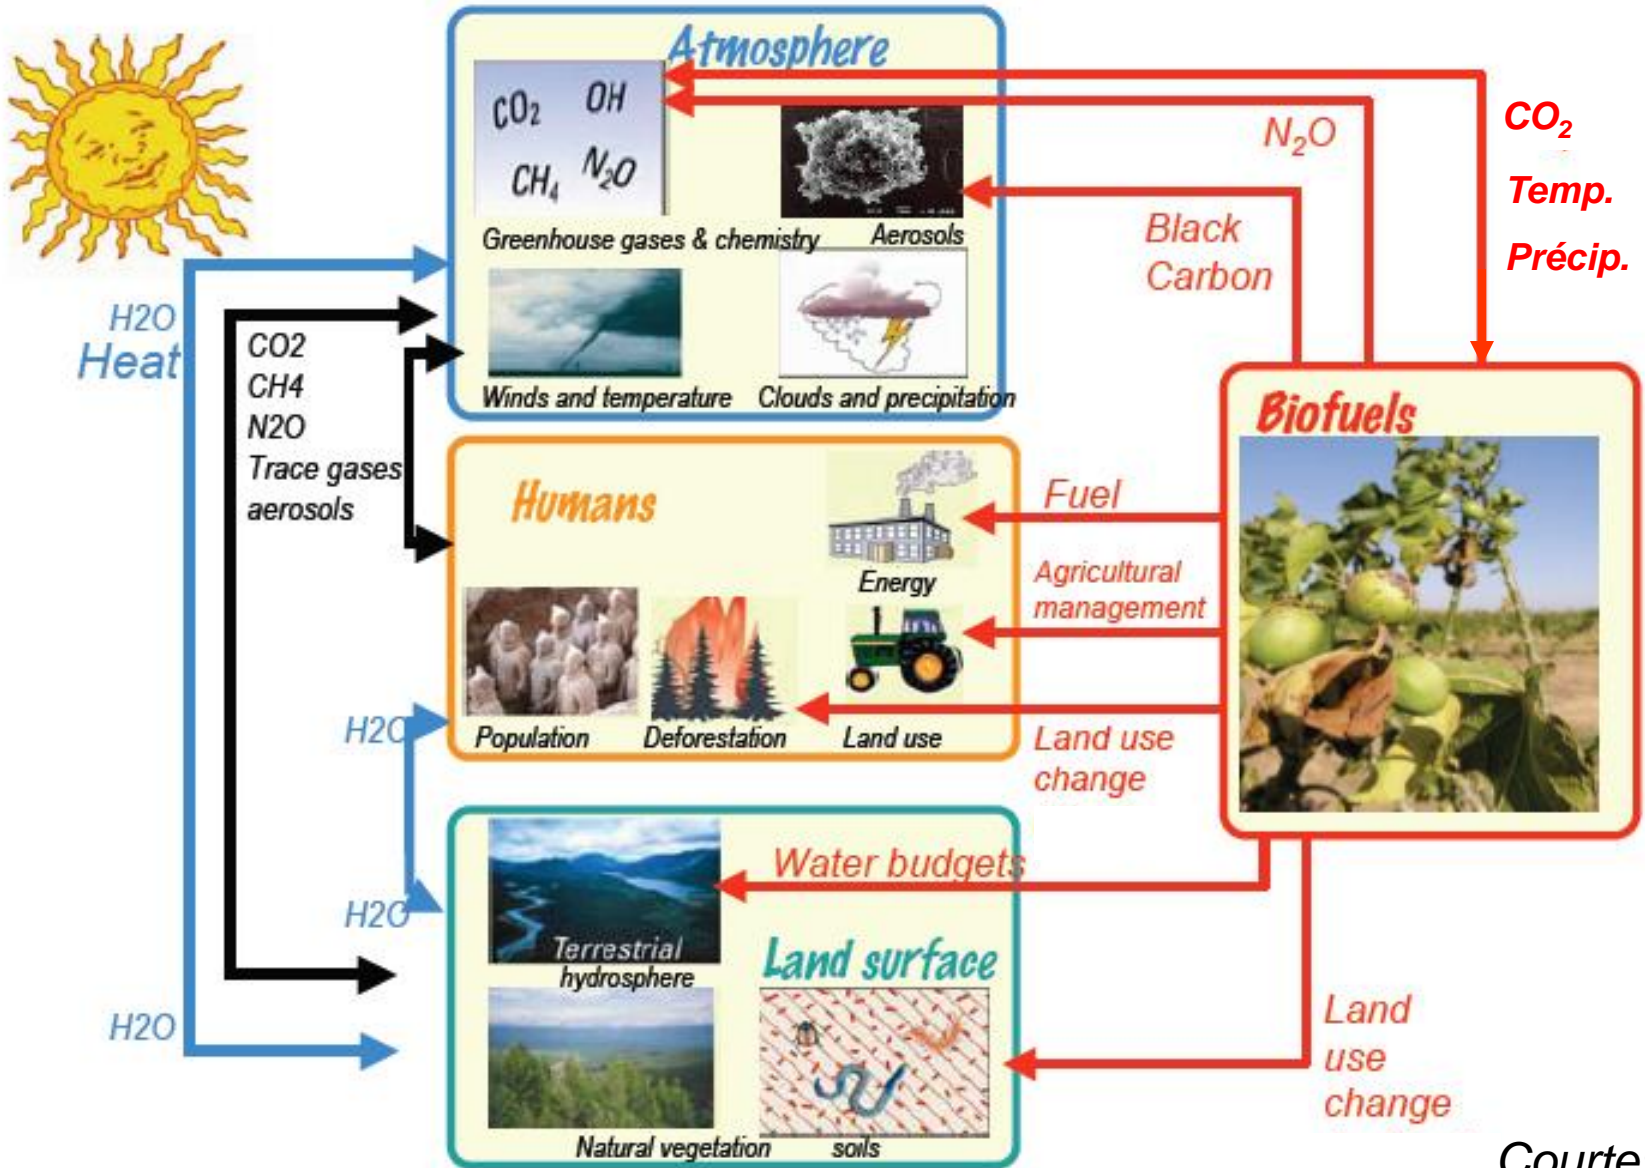 Atmosphere
CO2 OH
CH4 N2O
Greenhouse gases & chemistry
Aerosols
Winds and temperature
Clouds and precipitation
N2O
CO2
Temp.
Précip.
Black
Carbon
H2O
Heat
CO2
CH4
N2O
Trace gases
aerosols
Humans
Energy
Population
Deforestation
Land use
Fuel
Agricultural
management
Land use
change
Biofuels
H2O
H2O
H2O
Water budgets
Terrestrial
hydrosphere
Land surface
Natural vegetation
soils
Land
use
change